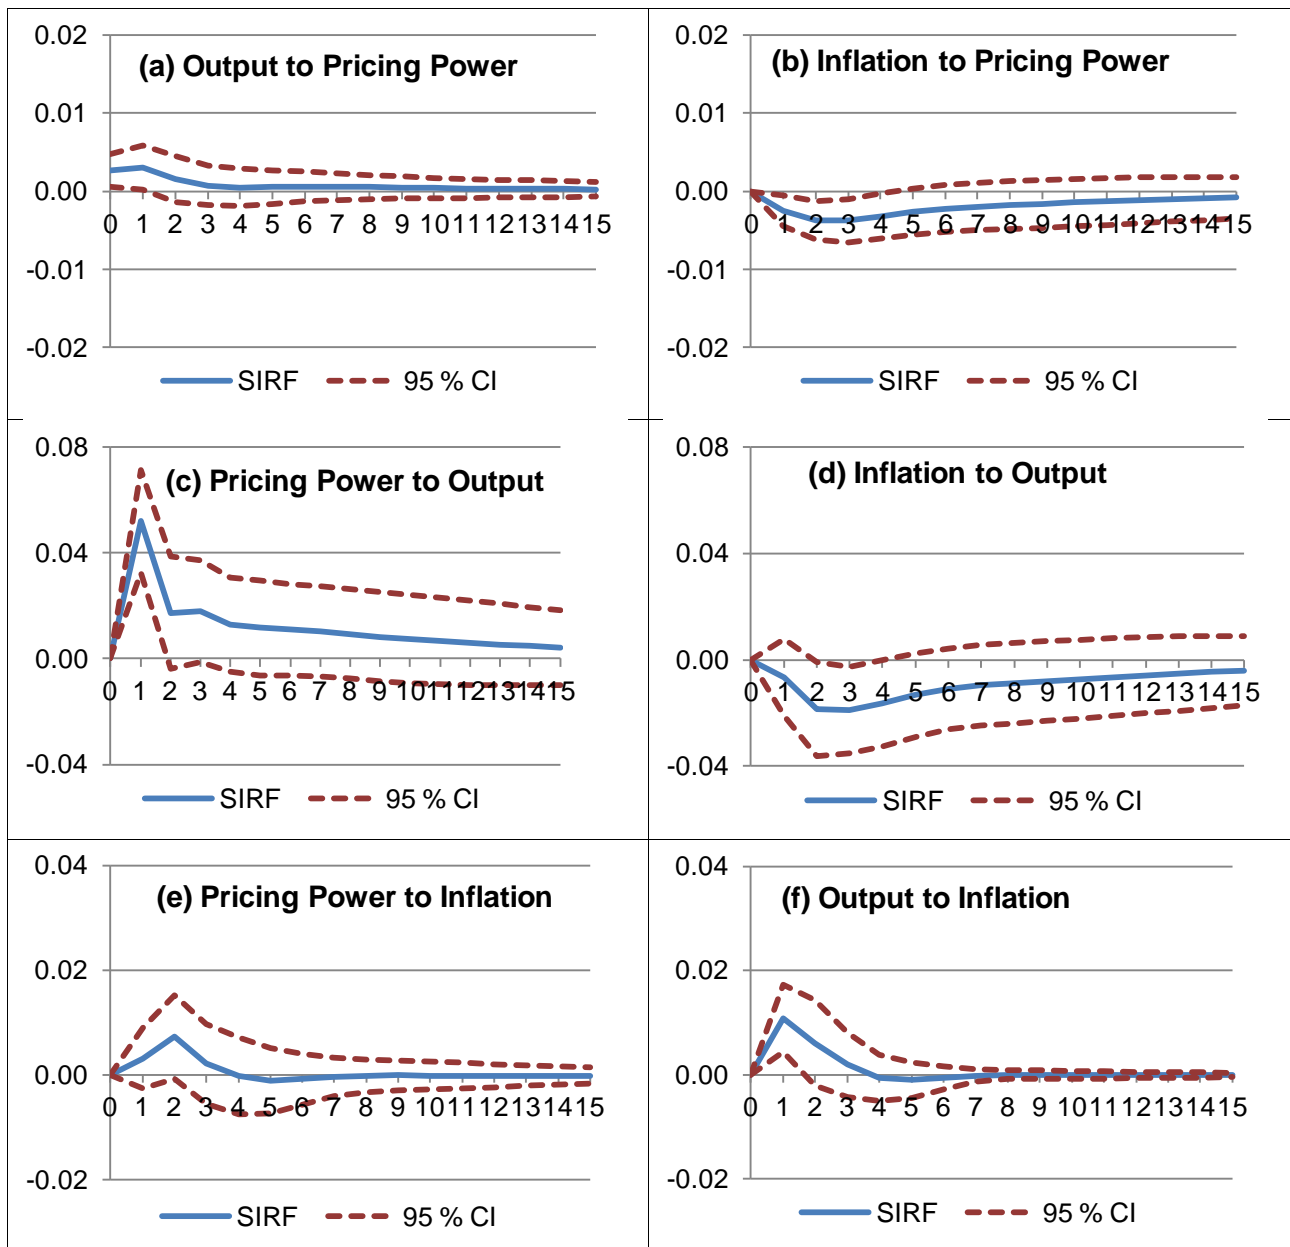 (a) Output to Pricing Power
0.02
0.01
0.00
-0.01
-0.02
0 1 2 3 4 5 6 7 8 9 10 11 12 13 14 15
SIRF 95 % CI
(b) Inflation to Pricing Power
0.02
0.01
0.00
-0.01
-0.02
0 1 2 3 4 5 6 7 8 9 10 11 12 13 14 15
SIRF 95 % CI
(c) Pricing Power to Output
0.08
0.04
0.00
-0.04
0 1 2 3 4 5 6 7 8 9 10 11 12 13 14 15
SIRF 95 % CI
(d) Inflation to Output
0.08
0.04
0.00
-0.04
0 1 2 3 4 5 6 7 8 9 10 11 12 13 14 15
SIRF 95 % CI
(e) Pricing Power to Inflation
0.04
0.02
0.00
-0.02
0 1 2 3 4 5 6 7 8 9 10 11 12 13 14 15
SIRF 95 % CI
(f) Output to Inflation
0.04
0.02
0.00
-0.02
0 1 2 3 4 5 6 7 8 9 10 11 12 13 14 15
SIRF 95 % CI